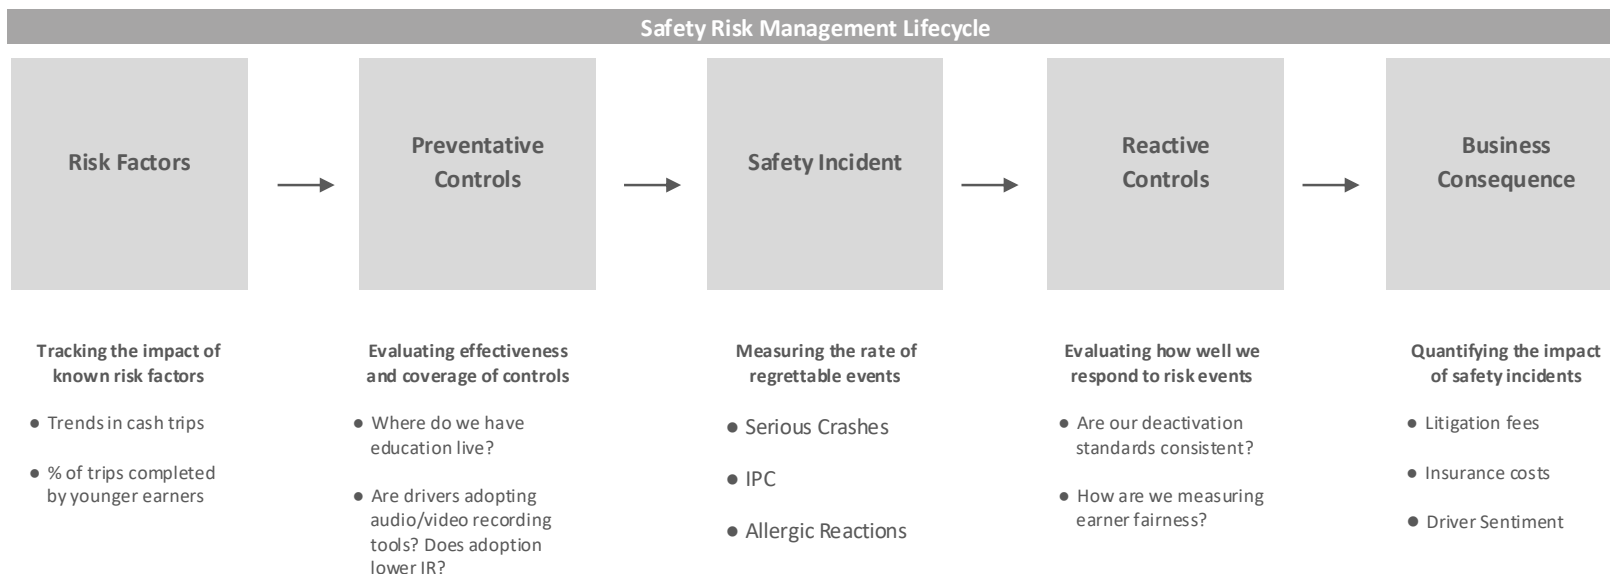 Safety Risk Management Lifecycle
Risk Factors
Preventative
Controls
Safety Incident
Reactive
Controls
Business
Consequence
Tracking the impact of
known risk factors
● Trends in cash trips
● % of trips completed
by younger earners
Evaluating effectiveness
and coverage of controls
● Where do we have
education live?
● Are drivers adopting
audio/video recording
tools? Does adoption
lower IR?
Measuring the rate of
regrettable events
● Serious Crashes
● IPC
● Allergic Reactions
Evaluating how well we
respond to risk events
● Are our deactivation
standards consistent?
● How are we measuring
earner fairness?
Quantifying the impact
of safety incidents
● Litigation fees
● Insurance costs
● Driver Sentiment